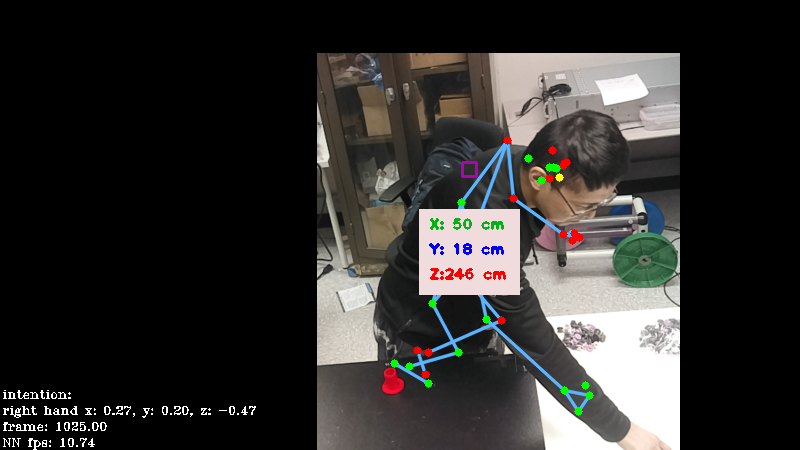 X: 50 cm
Y: 18 cm
Z:246 cm
intention:
right hand x: 0.27, y: 0.20, z: -0.47
frame: 1025.00
NN fps: 10.74